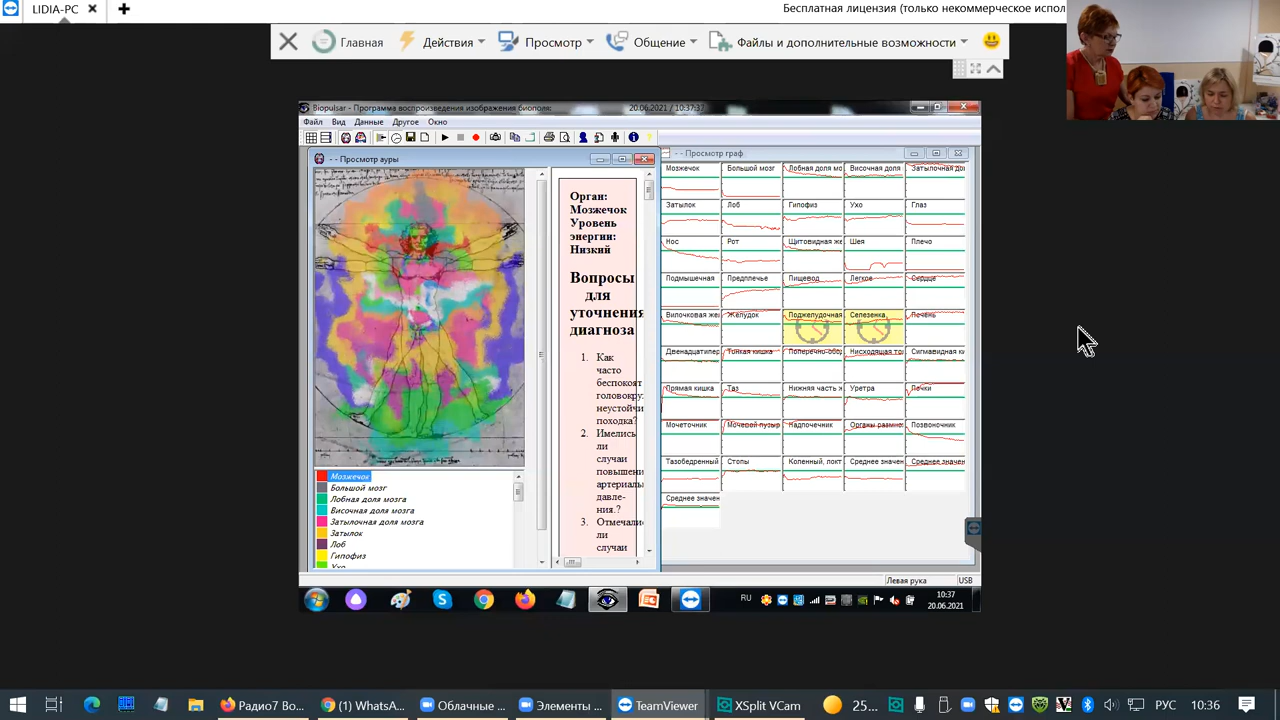 LIDIA-PC
Бесплатная лицензия (только некоммерческое испол
Главная
Действия
Просмотр
Общение
Файлы и дополнительные возможности
Biopulsar - Программа воспроизведения изображения биополя:
20.06.2021 / 10:37:33
Файл Вид Данные Другое Окно
- - Просмотр ауры
- - Просмотр граф.
Орган:
Мозжечок
Уровень
энергии:
Низкий
Вопросы
для
уточнения
диагноза
1. Как
часто
беспокоят
головокру
неустойчи
походка?
2. Имелись
ли
случаи
повышени
артериаль
давле-
ния.?
3. Отмечали
ли
случаи
Мозжечок
Большой мозг
Лобная доля мозга
Височная доля мозга
Затылочная доля мозга
Затылок
Лоб
Гипофиз
Ухо
Мозжечок Большой мозг Лобная доля мо Височная доля Затылочная до
Затылок Лоб Гипофиз Ухо Глаз
Нос Рот Щитовидная же Шея Плечо
Подмышечная Предплечье Пищевод Легкое Сердце
Вилочковая же Желудок Поджелудочная Селезенка Печень
Двенадцатипер Тонкая кишка Поперечно-обо Нисходящая то Сигмавидная ки
Прямая кишка Таз Нижняя часть ж Уретра Почки
Мочеточник Мочевой пузыр Надпочечник Органы размно Позвоночник
Тазобедренный Стопы Коленный, локт Среднее значен Среднее значен
Среднее значен
Левая рука
USB
RU
10:37
20.06.2021
Радио7 Во...
(1) WhatsA...
Облачные ...
Элементы ...
TeamViewer
XSplit VCam
25...
РУС
10:36